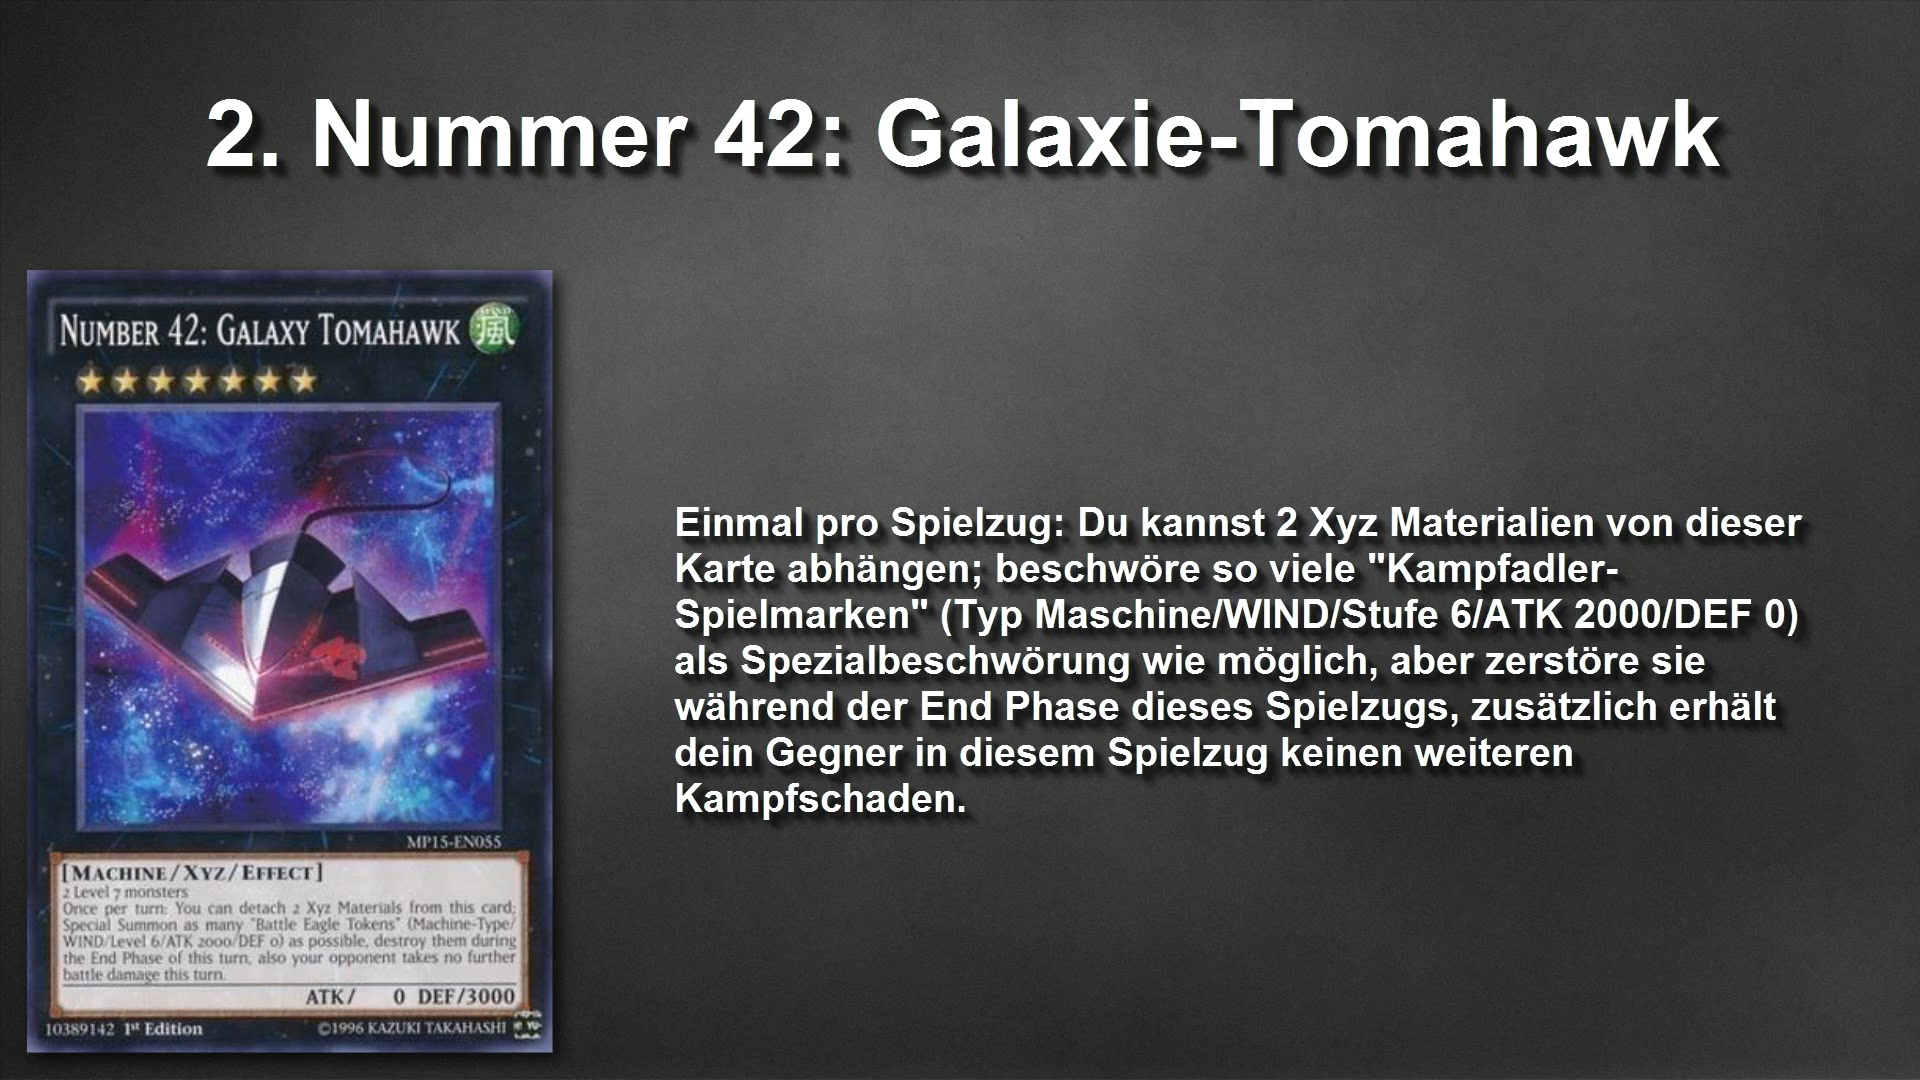 2. Nummer 42: Galaxie-Tomahawk
NUMBER 42: GALAXY TOMAHAWK
WIND
風
42
MP15-EN055
[MACHINE/XYZ/EFFECT]
2 Level 7 monsters
Once per turn: You can detach 2 Xyz Materials from this card;
Special Summon as many "Battle Eagle Tokens" (Machine-Type/
WIND/Level 6/ATK 2000/DEF 0) as possible, destroy them during
the End Phase of this turn, also your opponent takes no further
battle damage this turn.
ATK/ 0 DEF/3000
10389142 1st Edition
©1996 KAZUKI TAKAHASHI
Einmal pro Spielzug: Du kannst 2 Xyz Materialien von dieser
Karte abhängen; beschwöre so viele "Kampfadler-
Spielmarken" (Typ Maschine/WIND/Stufe 6/ATK 2000/DEF 0)
als Spezialbeschwörung wie möglich, aber zerstöre sie
während der End Phase dieses Spielzugs, zusätzlich erhält
dein Gegner in diesem Spielzug keinen weiteren
Kampfschaden.